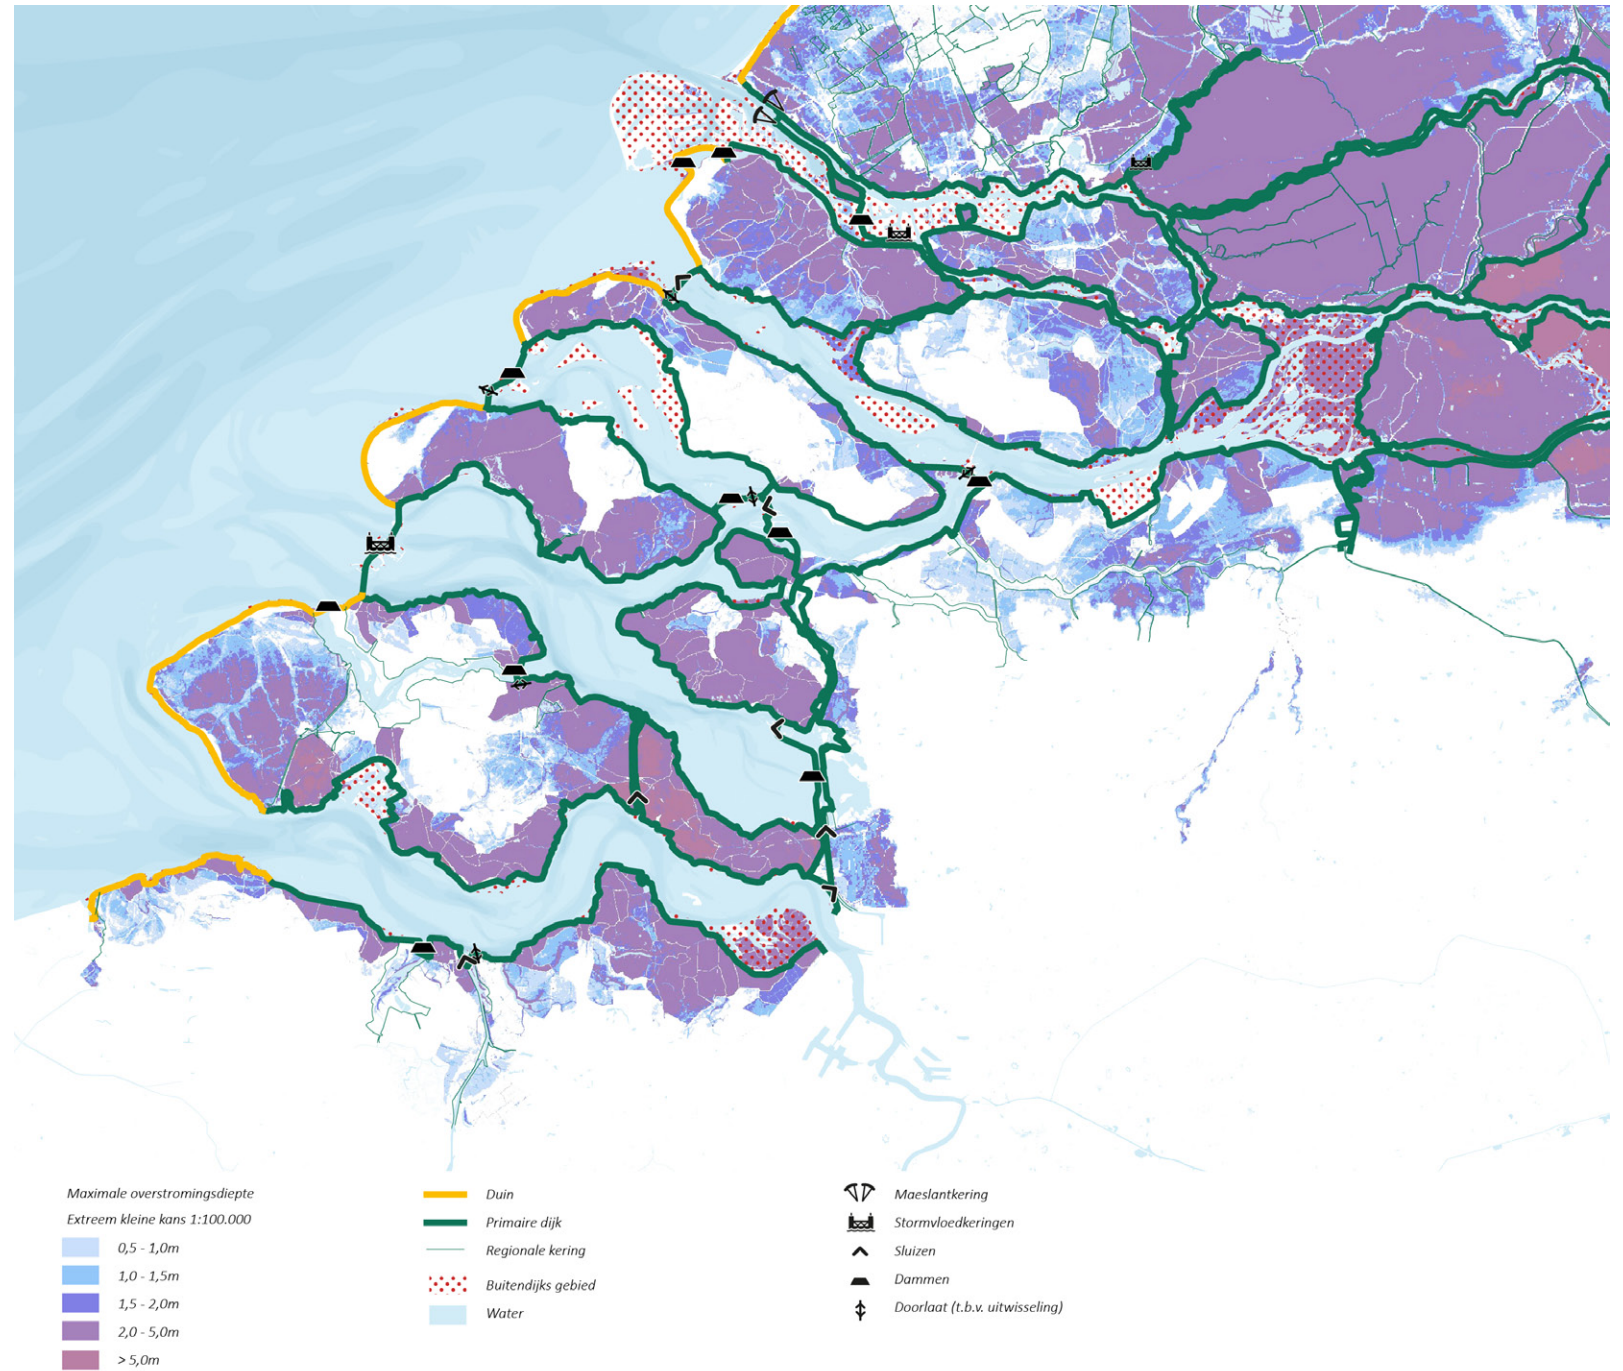 Maximale overstromingsdiepte
Extreem kleine kans 1:100.000
0,5 - 1,0m
1,0 - 1,5m
1,5 - 2,0m
2,0 - 5,0m
> 5,0m
Duin
Primaire dijk
Regionale kering
Buitendijks gebied
Water
Maeslantkering
Stormvloedkeringen
Sluizen
Dammen
Doorlaat (t.b.v. uitwisseling)